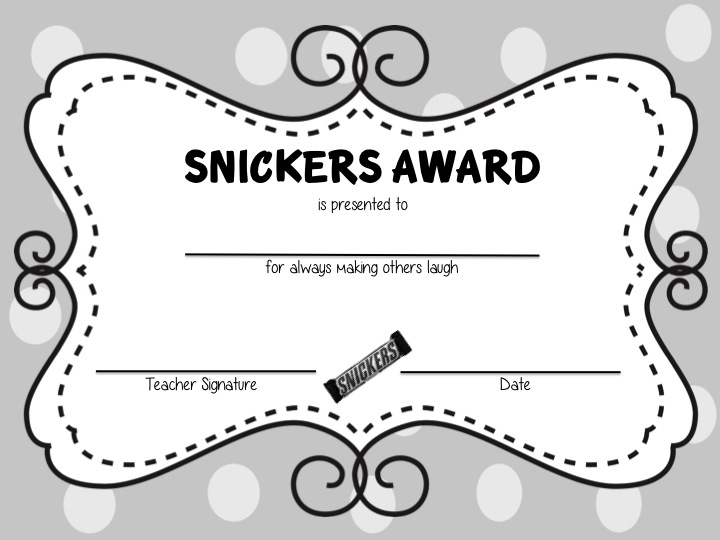 SNICKERS AWARD
is presented to
for always making others laugh
SNICKERS
Teacher Signature
Date